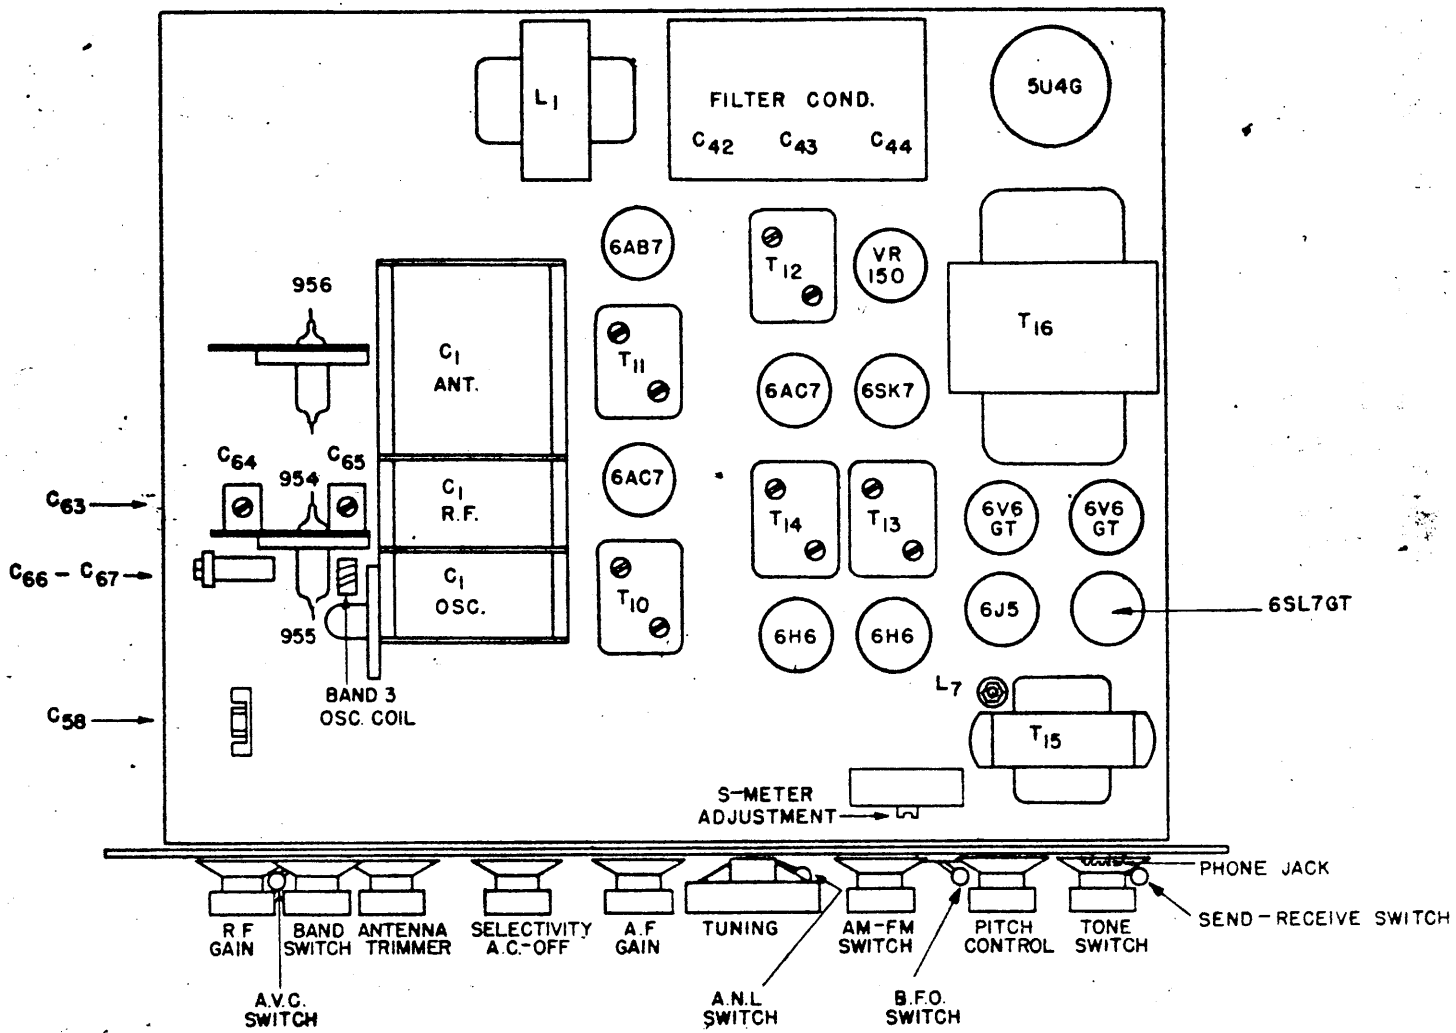 L1
FILTER COND.
C42 C43 C44
5U4G
6AB7
T12
VR
150
956
T16
C1
ANT.
T11
6AC7
6SK7
C64
C65
954
C63
C1
R.F.
6AC7
T14
T13
6V6
GT
6V6
GT
C66 – C67
C1
OSC.
T10
955
6H6
6H6
6J5
6SL7GT
BAND 3
OSC. COIL
C58
L7
T15
S-METER
ADJUSTMENT
PHONE JACK
SEND-RECEIVE SWITCH
RF
GAIN
BAND
SWITCH
ANTENNA
TRIMMER
SELECTIVITY
A.C.-OFF
A.F
GAIN
TUNING
AM-FM
SWITCH
PITCH
CONTROL
TONE
SWITCH
A.V.C.
SWITCH
A.N.L
SWITCH
B.F.O.
SWITCH